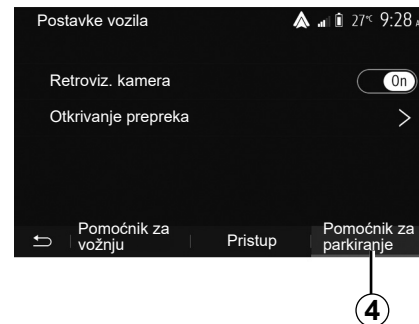 Postavke vozila 27°C 9:28
Retroviz. kamera On
Otkrivanje prepreka
Pomoćnik za vožnju Pristup Pomoćnik za parkiranje
4